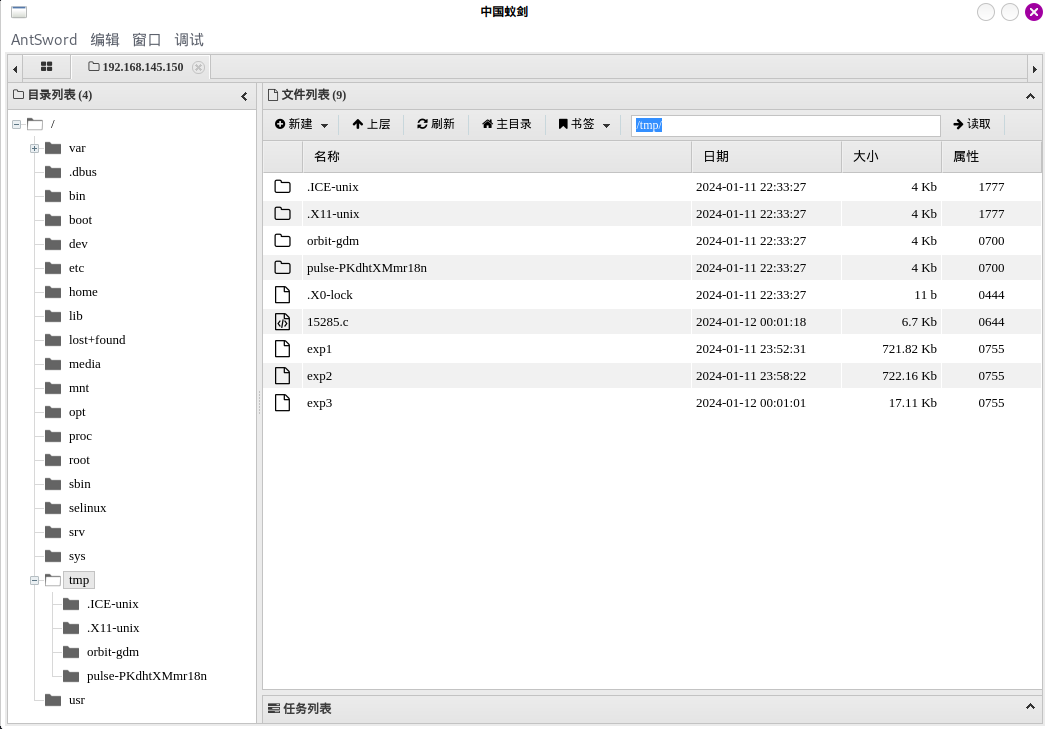 中国蚁剑
AntSword 编辑 窗口 调试
192.168.145.150
目录列表 (4)
文件列表 (9)
新建 上层 刷新 主目录 书签 /tmp/ 读取
名称 日期 大小 属性
.ICE-unix 2024-01-11 22:33:27 4 Kb 1777
.X11-unix 2024-01-11 22:33:27 4 Kb 1777
orbit-gdm 2024-01-11 22:33:27 4 Kb 0700
pulse-PKdhtXMmr18n 2024-01-11 22:33:27 4 Kb 0700
.X0-lock 2024-01-11 22:33:27 11 b 0444
15285.c 2024-01-12 00:01:18 6.7 Kb 0644
exp1 2024-01-11 23:52:31 721.82 Kb 0755
exp2 2024-01-11 23:58:22 722.16 Kb 0755
exp3 2024-01-12 00:01:01 17.11 Kb 0755
/
var
.dbus
bin
boot
dev
etc
home
lib
lost+found
media
mnt
opt
proc
root
sbin
selinux
srv
sys
tmp
.ICE-unix
.X11-unix
orbit-gdm
pulse-PKdhtXMmr18n
usr
任务列表